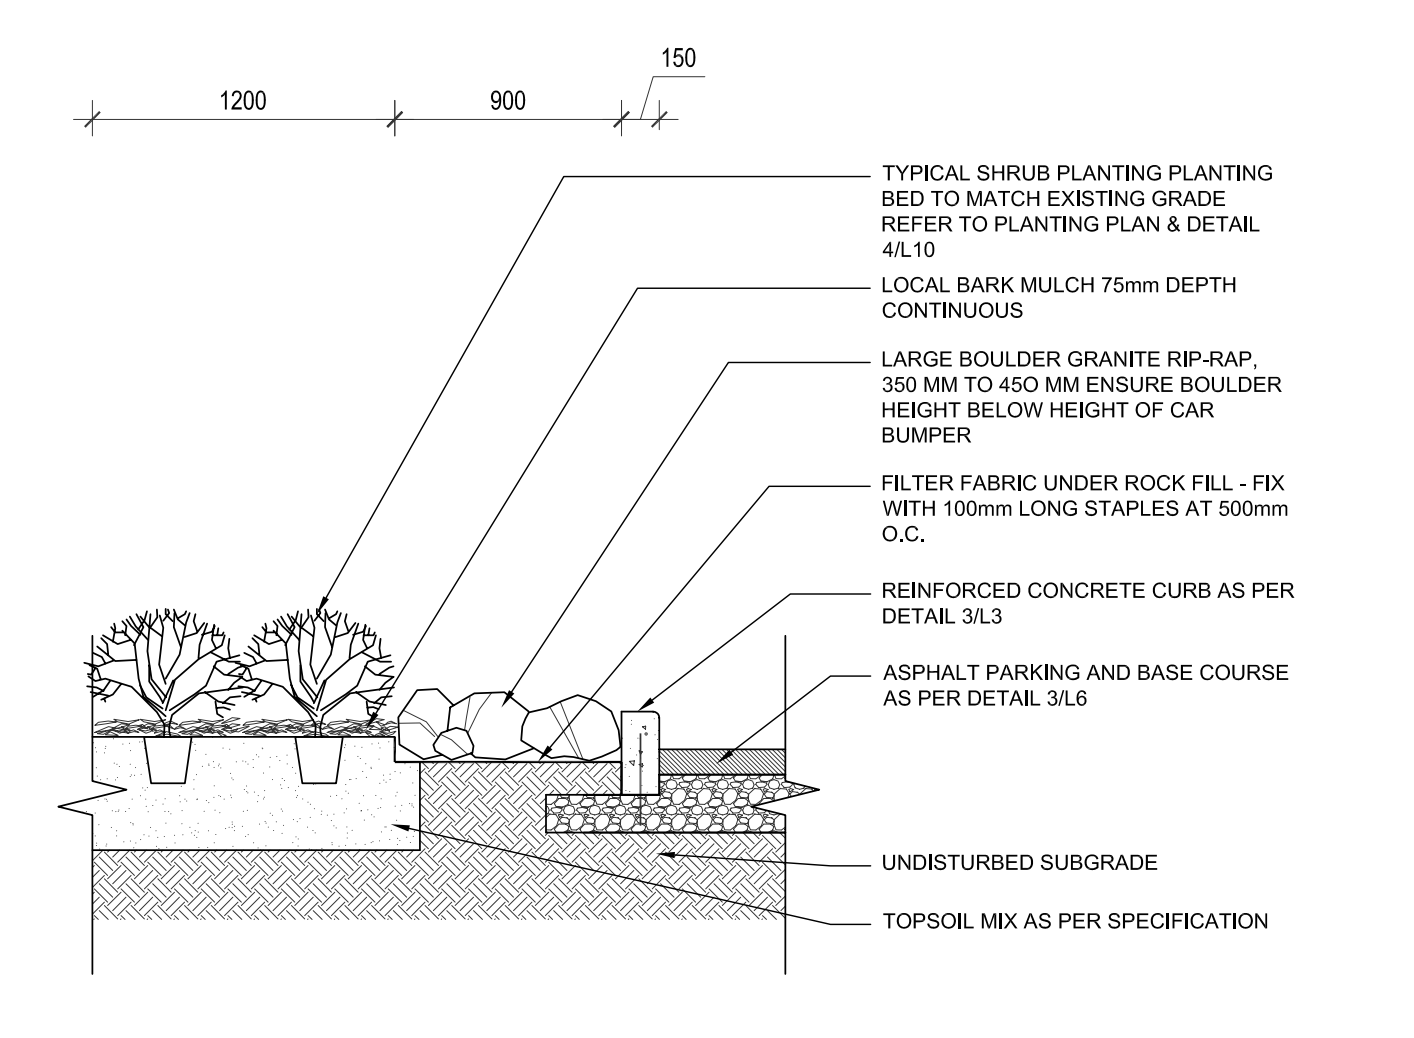 150
1200
900
TYPICAL SHRUB PLANTING PLANTING
BED TO MATCH EXISTING GRADE
REFER TO PLANTING PLAN & DETAIL
4/L10
LOCAL BARK MULCH 75mm DEPTH
CONTINUOUS
LARGE BOULDER GRANITE RIP-RAP,
350 MM TO 45O MM ENSURE BOULDER
HEIGHT BELOW HEIGHT OF CAR
BUMPER
FILTER FABRIC UNDER ROCK FILL - FIX
WITH 100mm LONG STAPLES AT 500mm
O.C.
REINFORCED CONCRETE CURB AS PER
DETAIL 3/L3
ASPHALT PARKING AND BASE COURSE
AS PER DETAIL 3/L6
UNDISTURBED SUBGRADE
TOPSOIL MIX AS PER SPECIFICATION